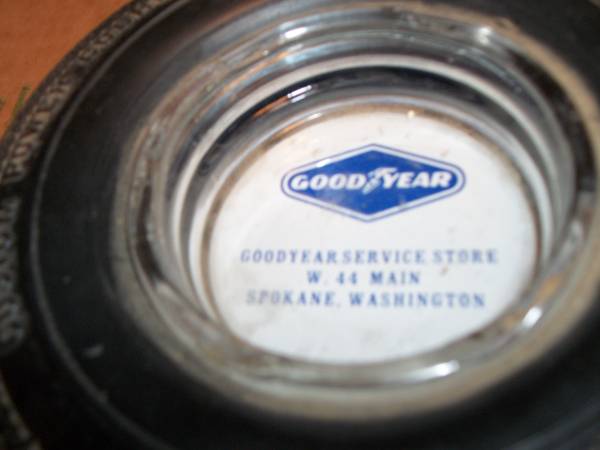 GOODYEAR
GOODYEAR SERVICE STORE
W. 44 MAIN
SPOKANE, WASHINGTON